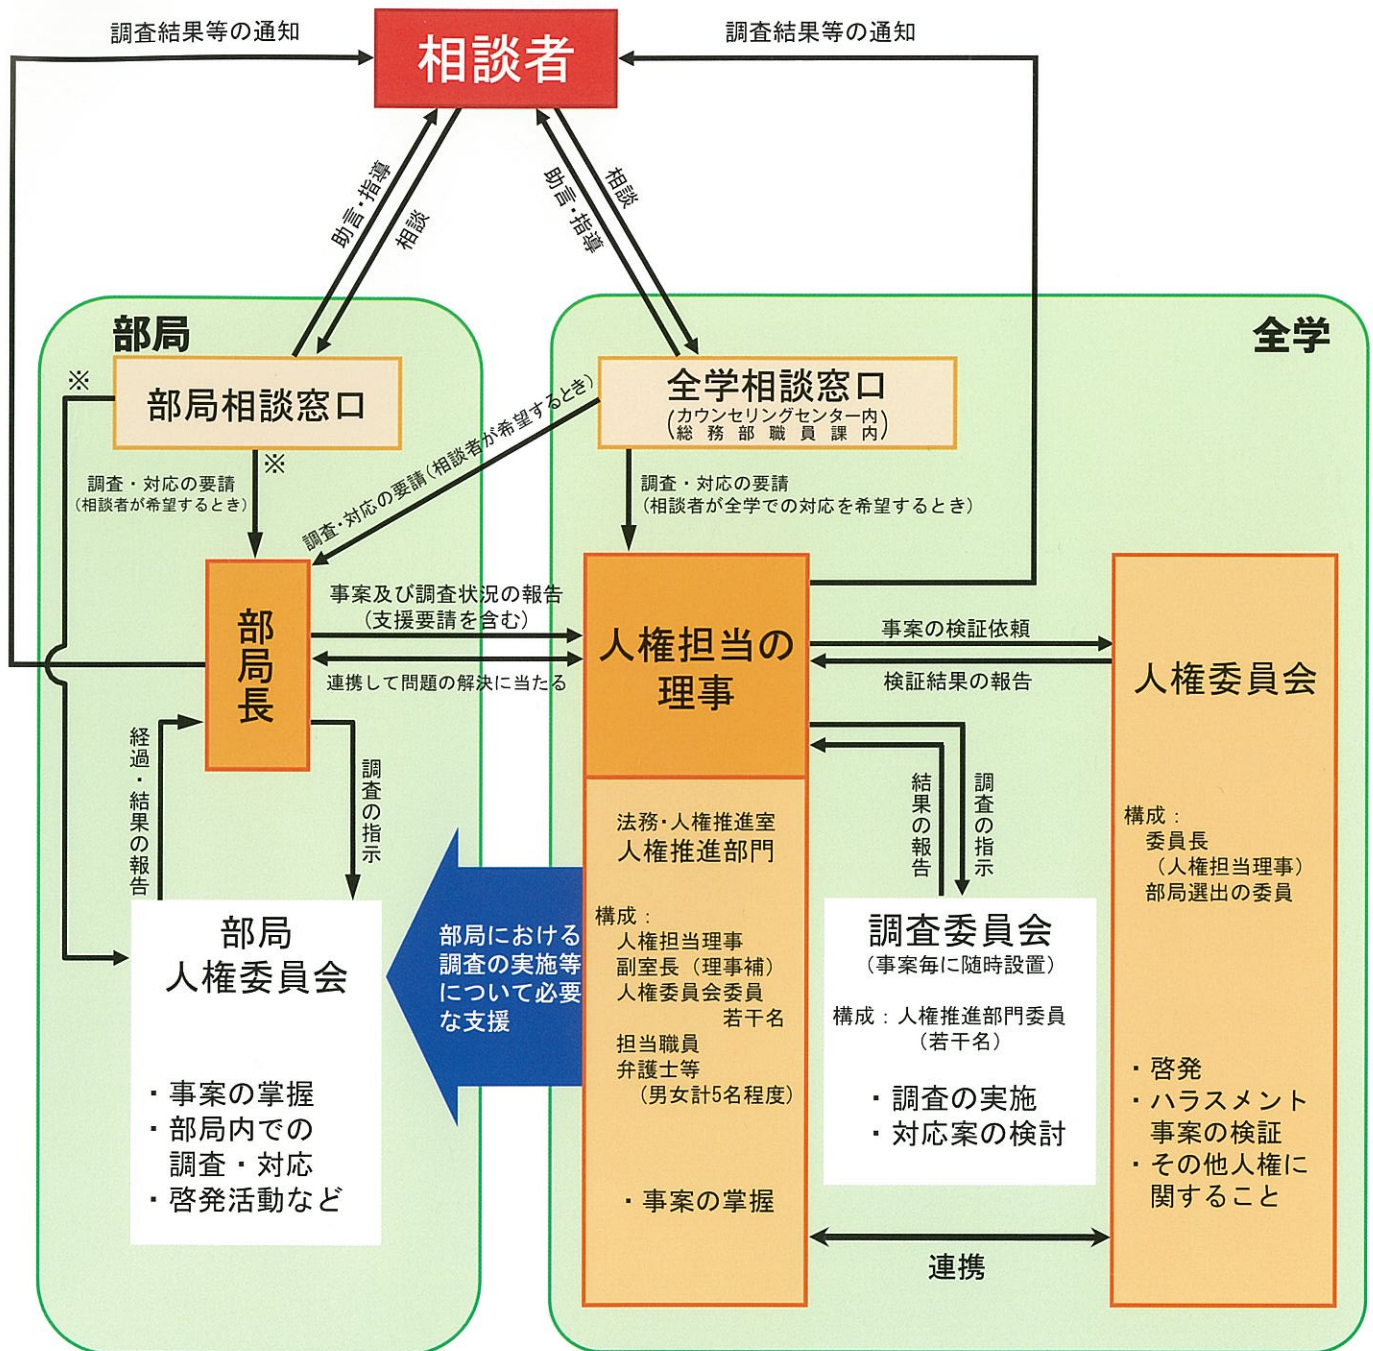 調査結果等の通知
相談者
調査結果等の通知
助言・指導
相談
助言・指導
相談
部局
※
部局相談窓口
※
調査・対応の要請
(相談者が希望するとき)
調査・対応の要請(相談者が希望するとき)
部局長
経過・結果の報告
調査の指示
部局
人権委員会
・事案の掌握
・部局内での
調査・対応
・啓発活動など
事案及び調査状況の報告
(支援要請を含む)
連携して問題の解決に当たる
部局における
調査の実施等
について必要
な支援
全学
全学相談窓口
(カウンセリングセンター内
総務部職員課内)
調査・対応の要請
(相談者が全学での対応を希望するとき)
人権担当の
理事
法務・人権推進室
人権推進部門
構成:
人権担当理事
副室長(理事補)
人権委員会委員
若干名
担当職員
弁護士等
(男女計5名程度)
・事案の掌握
事案の検証依頼
検証結果の報告
結果の報告
調査の指示
調査委員会
(事案毎に随時設置)
構成:人権推進部門委員
(若干名)
・調査の実施
・対応案の検討
連携
人権委員会
構成:
委員長
(人権担当理事)
部局選出の委員
・啓発
・ハラスメント
事案の検証
・その他人権に
関すること